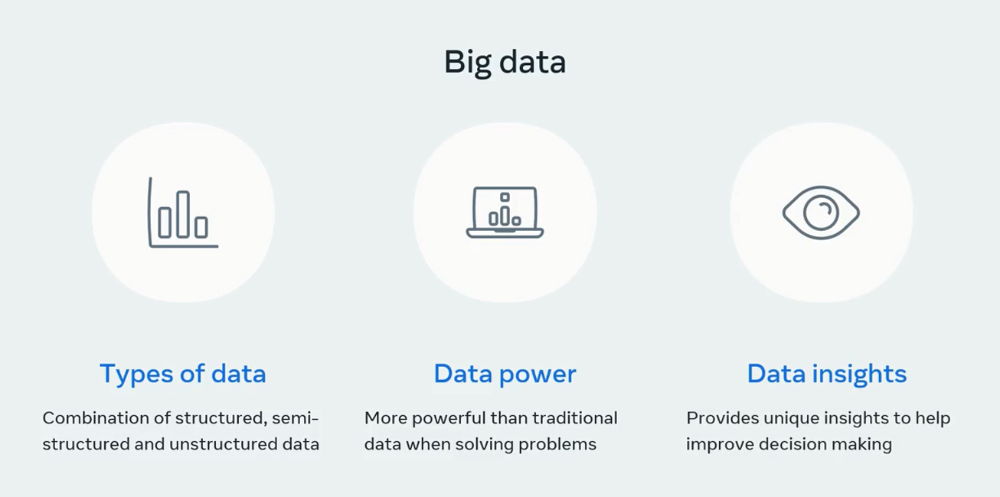 Big data
Types of data
Combination of structured, semi-
structured and unstructured data
Data power
More powerful than traditional
data when solving problems
Data insights
Provides unique insights to help
improve decision making